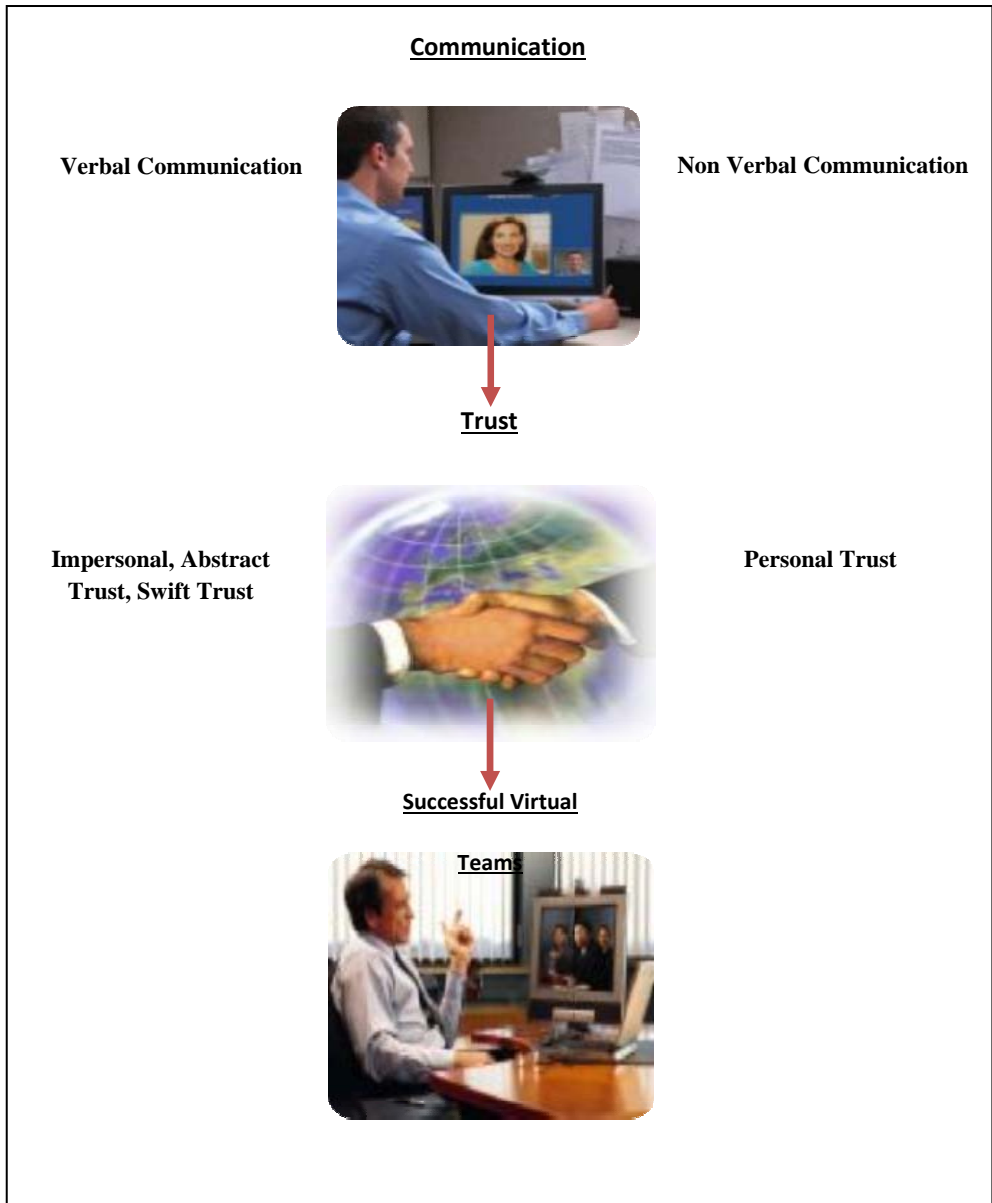 Communication
Verbal Communication
Non Verbal Communication
Trust
Impersonal, Abstract
Trust, Swift Trust
Personal Trust
Successful Virtual
Teams